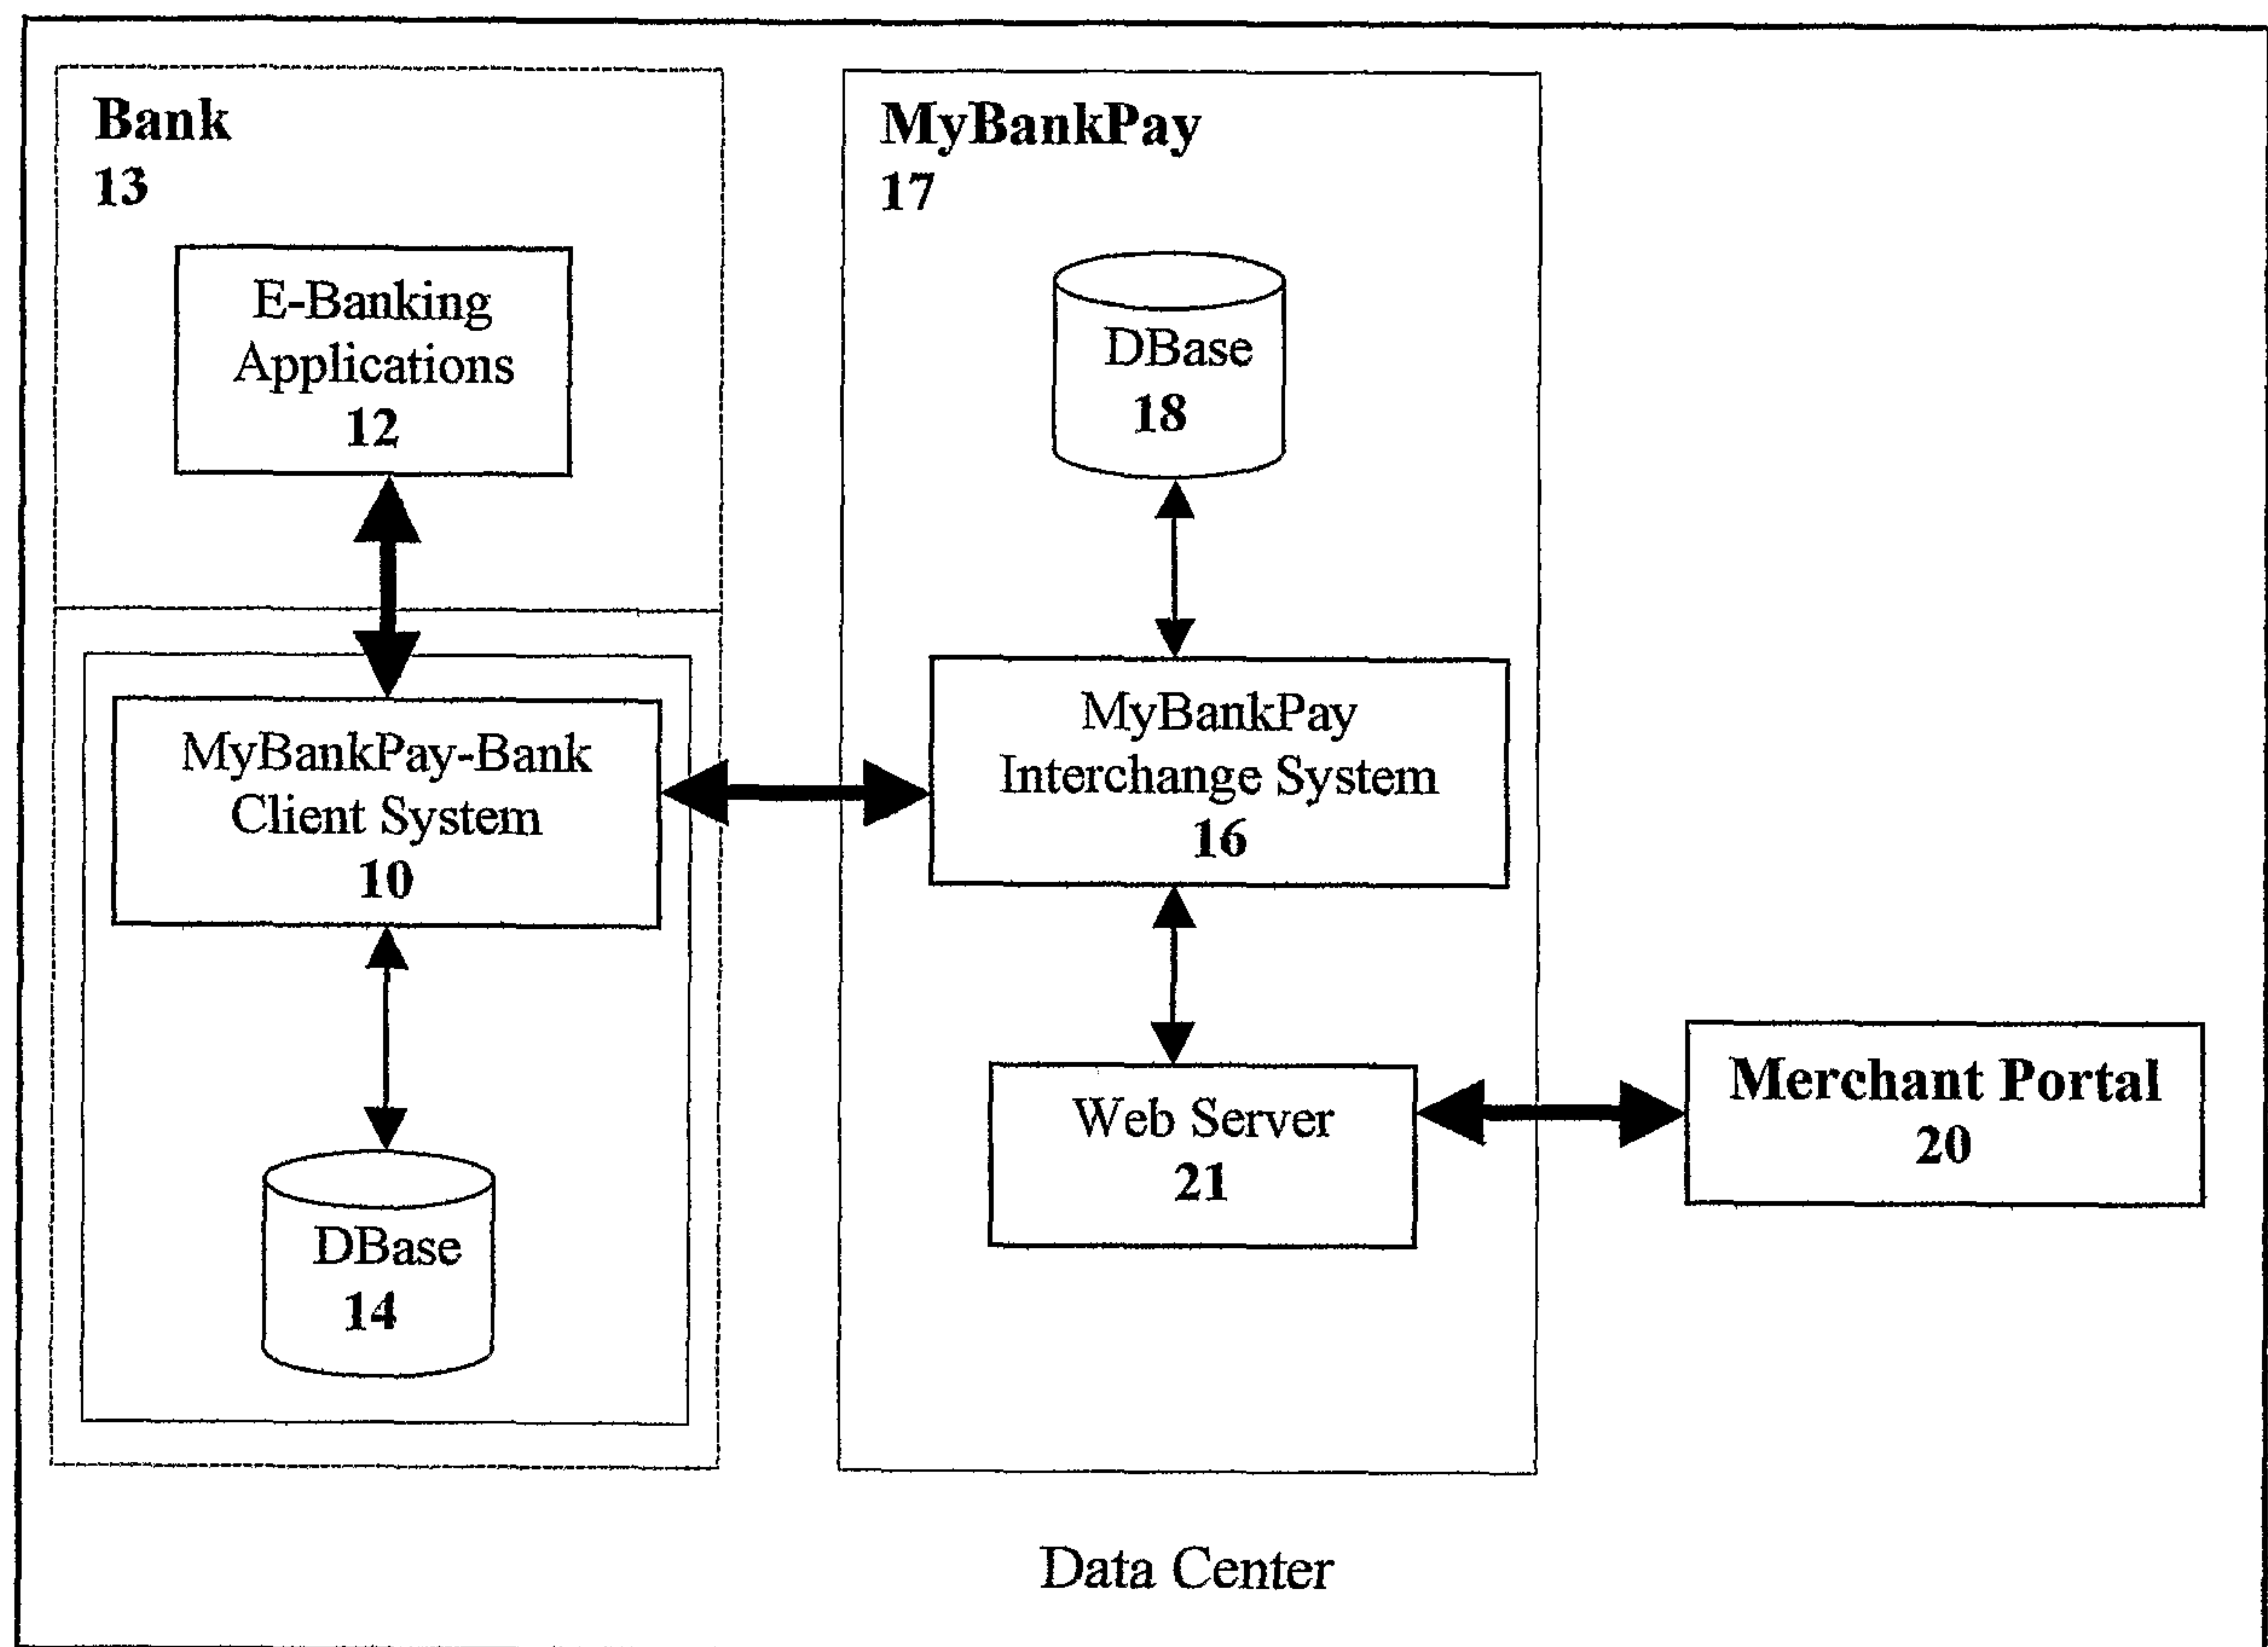 Bank
13
E-Banking
Applications
12
MyBankPay-Bank
Client System
10
DBase
14
MyBankPay
17
DBase
18
MyBankPay
Interchange System
16
Web Server
21
Merchant Portal
20
Data Center